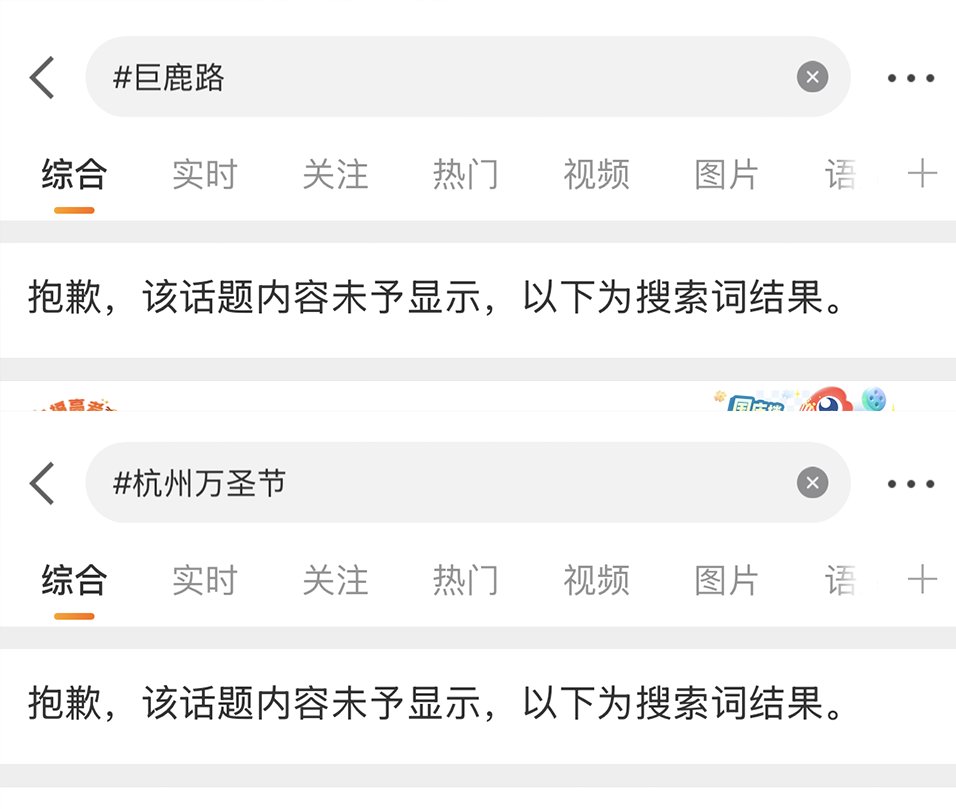 #巨鹿路
综合 实时 关注 热门 视频 图片 语
抱歉，该话题内容未予显示，以下为搜索词结果。
#杭州万圣节
综合 实时 关注 热门 视频 图片 语
抱歉，该话题内容未予显示，以下为搜索词结果。